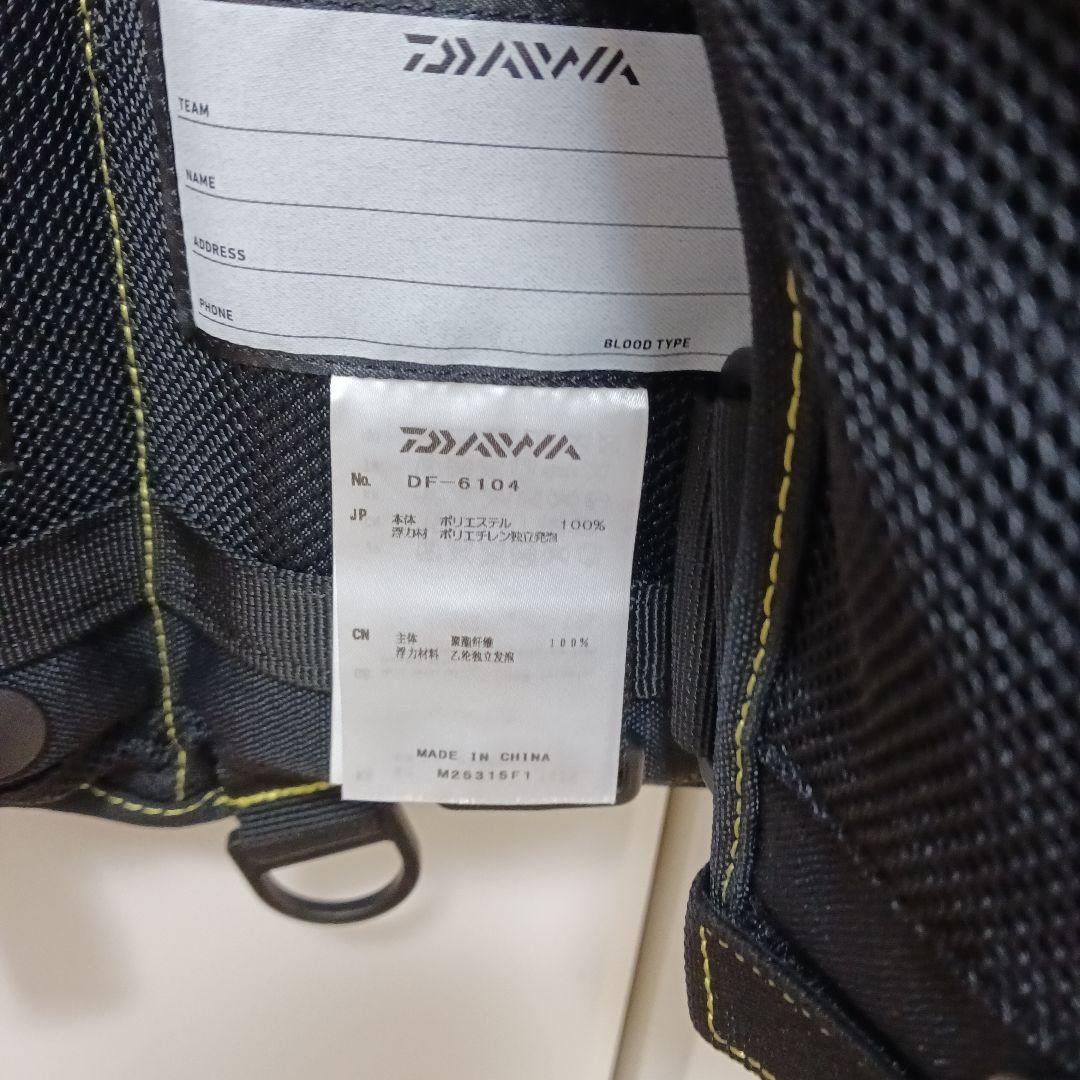 DAIWA
TEAM
NAME
ADDRESS
PHONE
BLOOD TYPE
DAIWA
No. DF-6104
JP 本体 ポリエステル 100%
浮力材 ポリエチレン独立発泡
CN 主体 聚酯纤维 100%
浮力材料 乙纶独立发泡
MADE IN CHINA
M25315F1